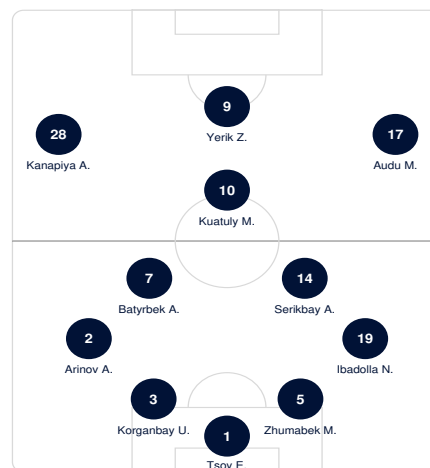 9
Yerik Z.
28
Kanapiya A.
17
Audu M.
10
Kuatuly M.
7
Batyrbek A.
14
Serikbay A.
2
Arinov A.
19
Ibadolla N.
3
Korganbay U.
5
Zhumabek M.
1
Tsoy E.